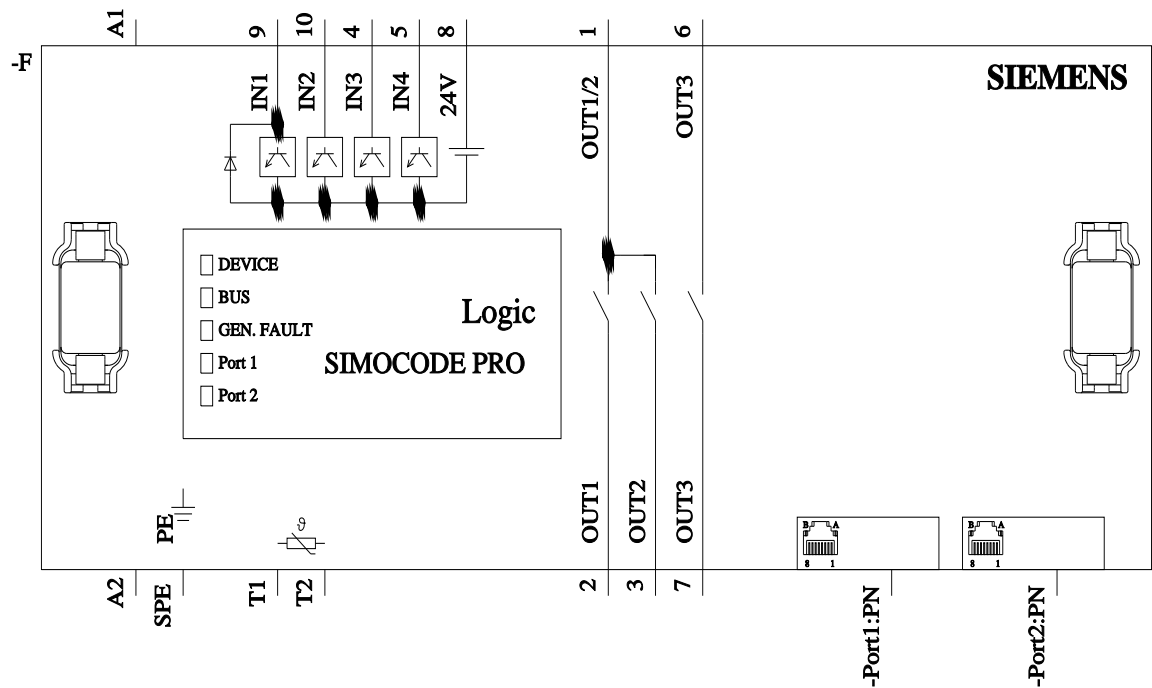 A1
9
10
4
5
8
1
6
-F
IN1
IN2
IN3
IN4
24V
OUT1/2
OUT3
SIEMENS
DEVICE
BUS
GEN. FAULT
Port 1
Port 2
Logic
SIMOCODE PRO
PE
ϑ
OUT1
OUT2
OUT3
B A
8 1
B A
8 1
A2
SPE
T1
T2
2
3
7
-Port1:PN
-Port2:PN